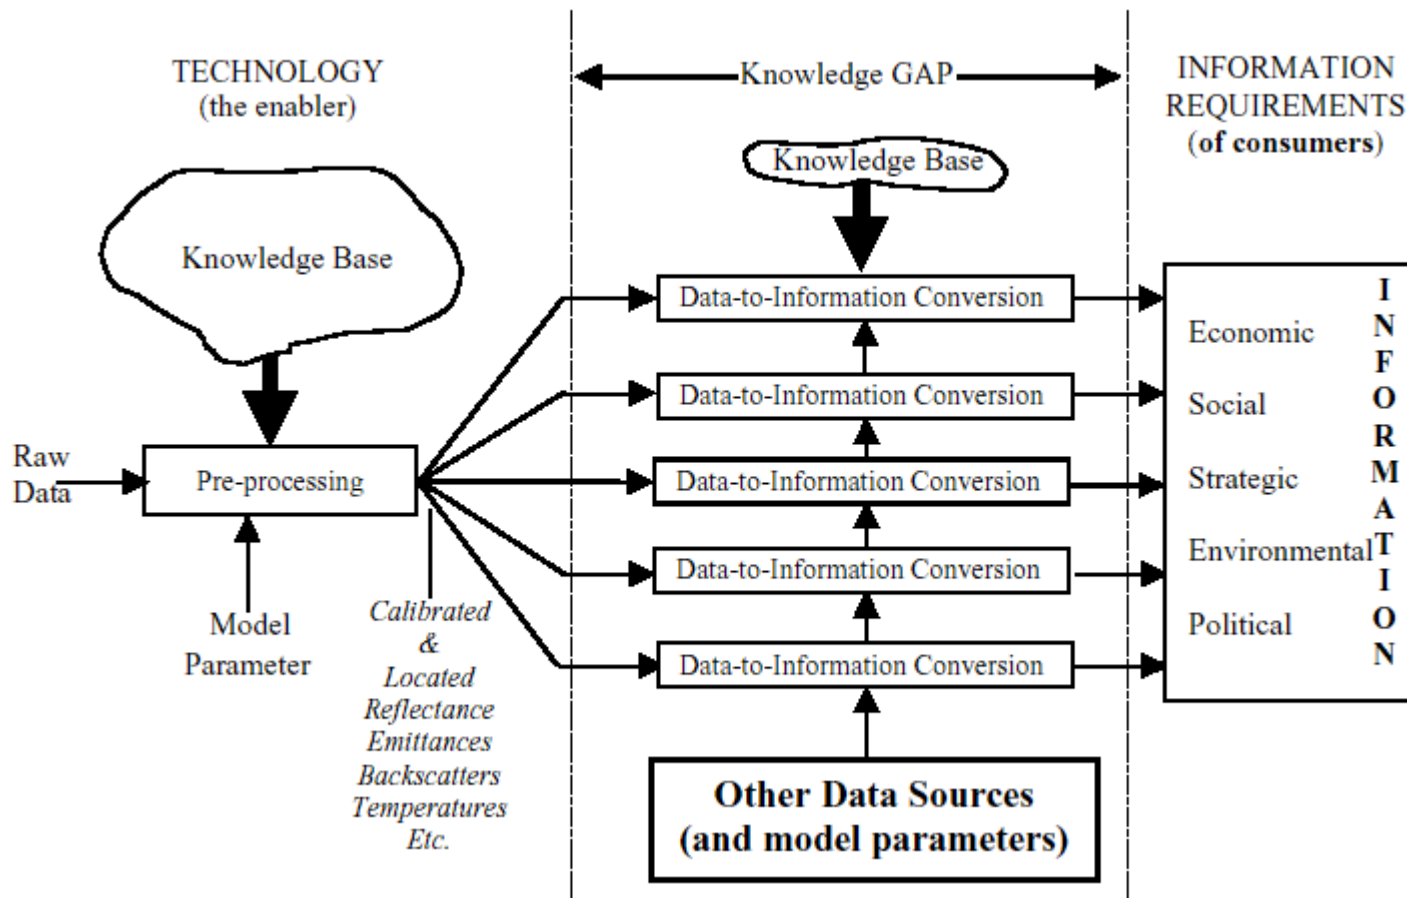 TECHNOLOGY
(the enabler)
Knowledge Base
Raw
Data
Pre-processing
Model
Parameter
Calibrated
&
Located
Reflectance
Emittances
Backscatters
Temperatures
Etc.
Knowledge GAP
Knowledge Base
Data-to-Information Conversion
Data-to-Information Conversion
Data-to-Information Conversion
Data-to-Information Conversion
Data-to-Information Conversion
Other Data Sources
(and model parameters)
INFORMATION
REQUIREMENTS
(of consumers)
Economic
Social
Strategic
Environmental
Political
INFORMATION